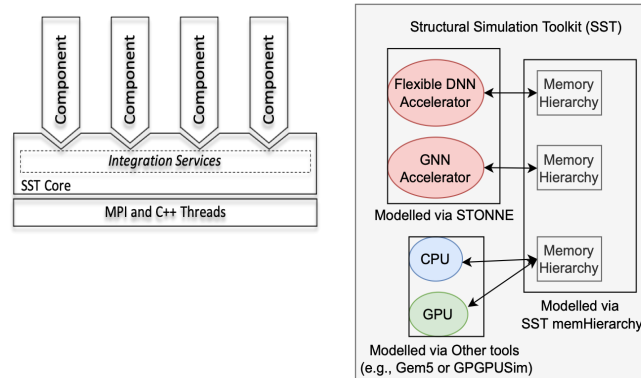 Component
Component
Component
Component
Integration Services
SST Core
MPI and C++ Threads
Structural Simulation Toolkit (SST)
Flexible DNN
Accelerator
Memory
Hierarchy
GNN
Accelerator
Memory
Hierarchy
Modelled via STONNE
CPU
Memory
Hierarchy
GPU
Modelled via
SST memHierarchy
Modelled via Other tools
(e.g., Gem5 or GPGPUSim)